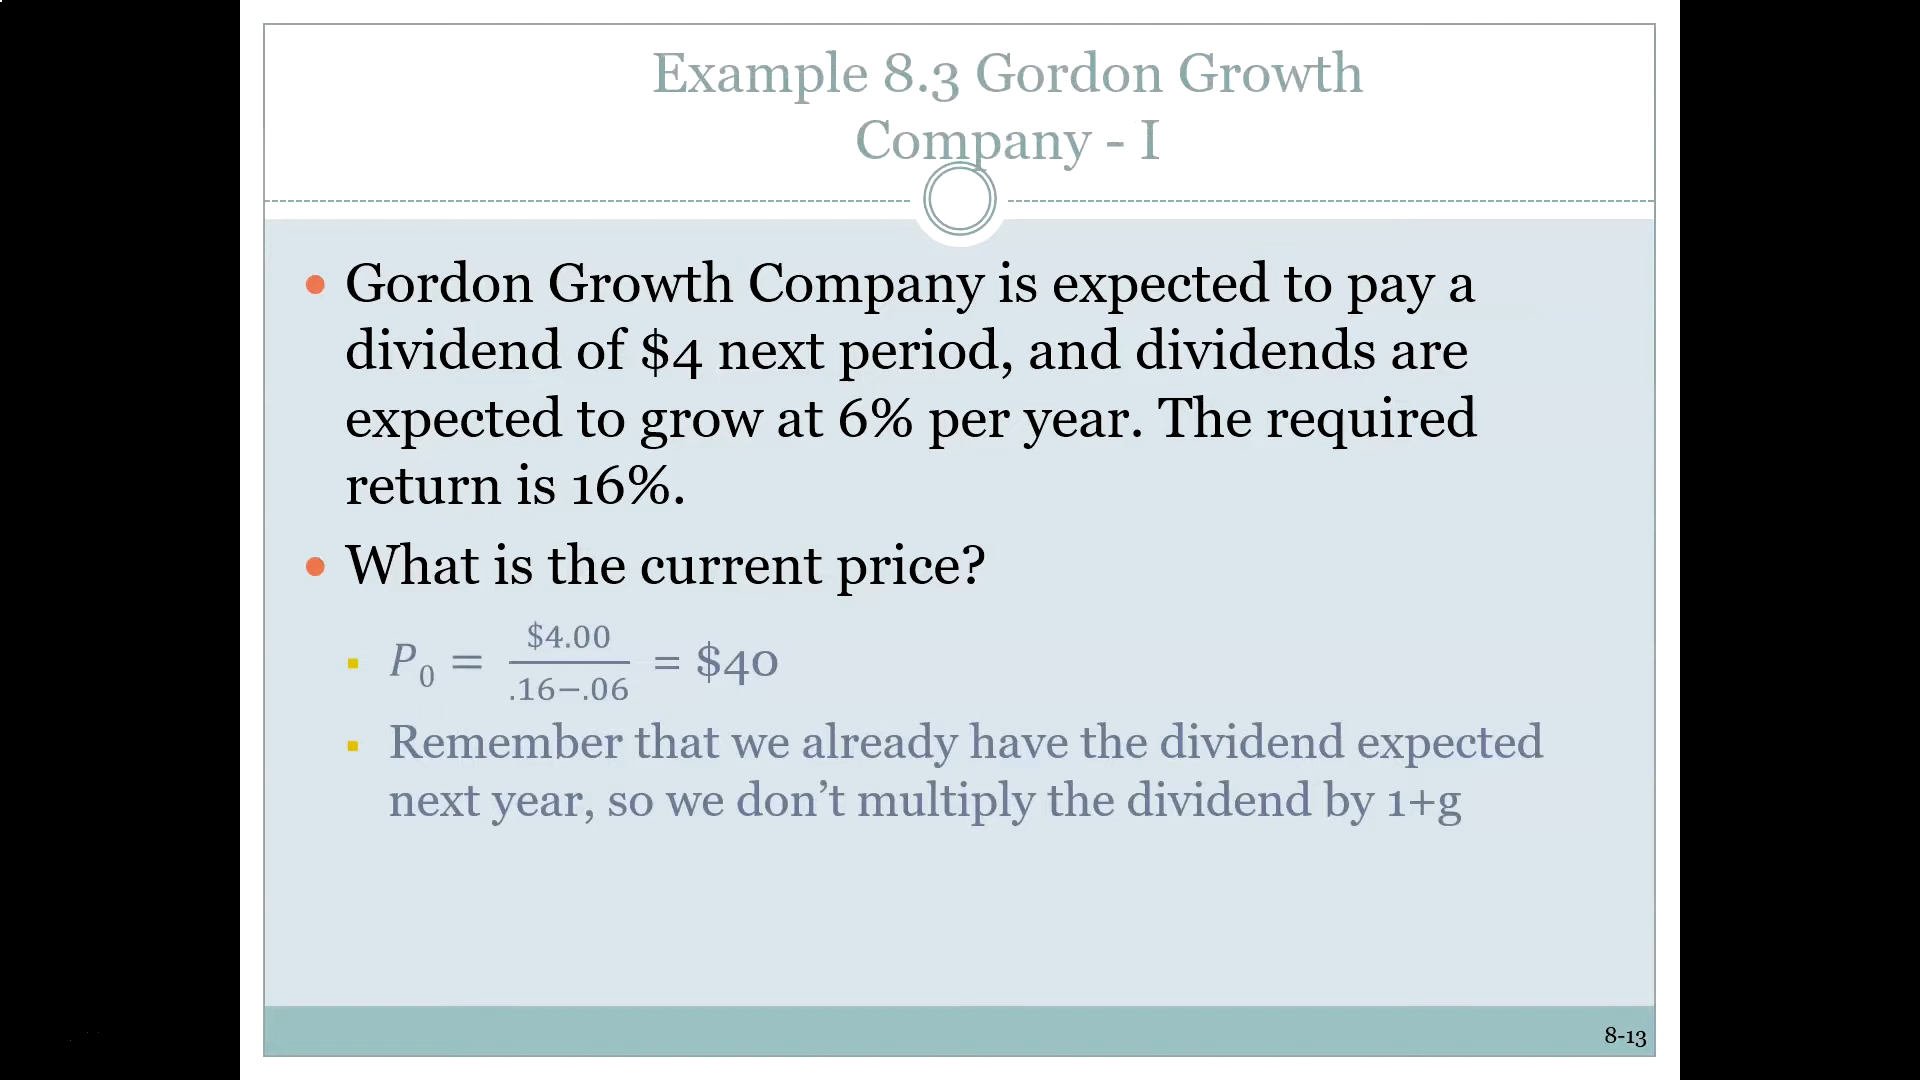 Example 8.3 Gordon Growth
Company - I
• Gordon Growth Company is expected to pay a
dividend of $4 next period, and dividends are
expected to grow at 6% per year. The required
return is 16%.
• What is the current price?
▪ P₀ = $4.00 / .16−.06 = $40
▪ Remember that we already have the dividend expected
next year, so we don’t multiply the dividend by 1+g
8-13